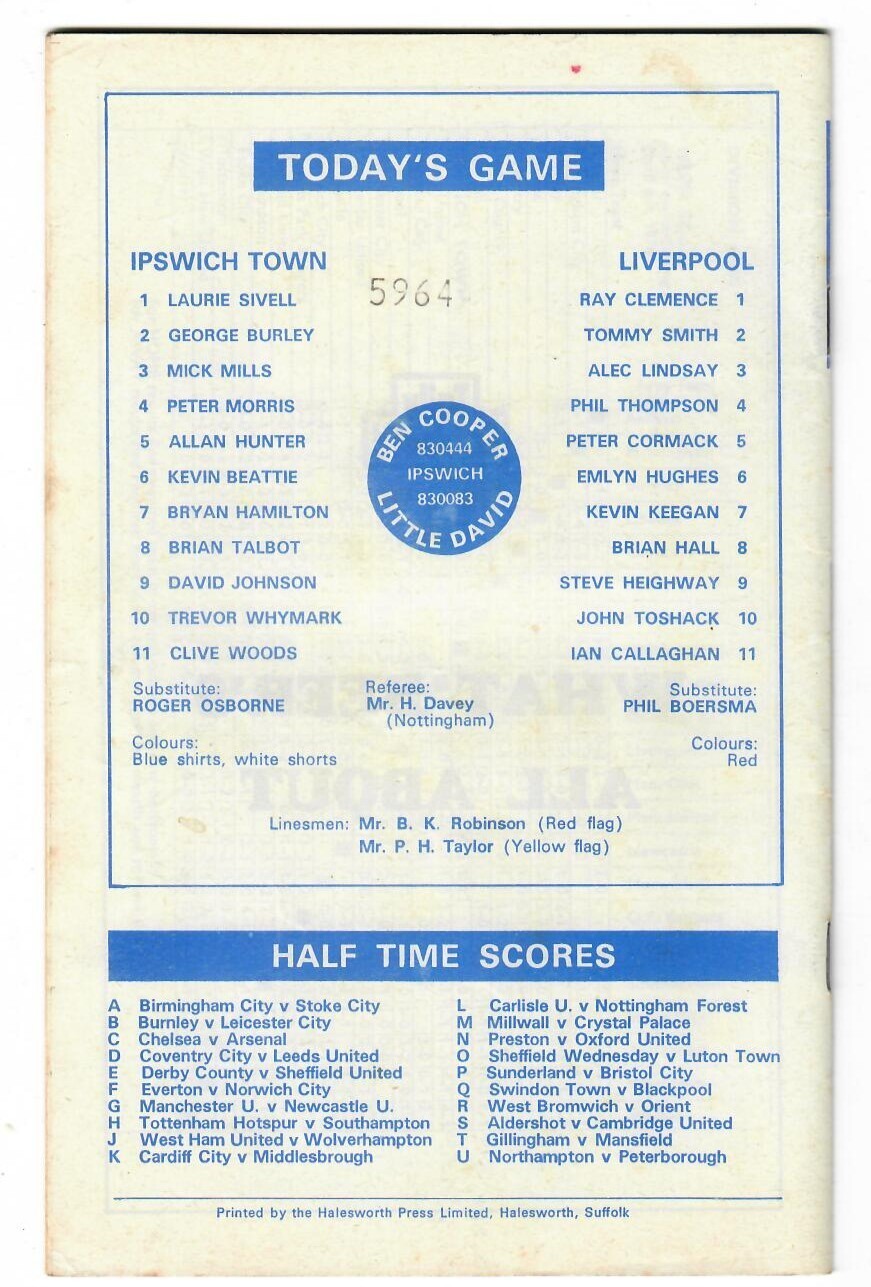 TODAY'S GAME
IPSWICH TOWN
LIVERPOOL
5964
1 LAURIE SIVELL
RAY CLEMENCE 1
2 GEORGE BURLEY
TOMMY SMITH 2
3 MICK MILLS
ALEC LINDSAY 3
4 PETER MORRIS
PHIL THOMPSON 4
5 ALLAN HUNTER
PETER CORMACK 5
6 KEVIN BEATTIE
EMLYN HUGHES 6
7 BRYAN HAMILTON
KEVIN KEEGAN 7
8 BRIAN TALBOT
BRIAN HALL 8
9 DAVID JOHNSON
STEVE HEIGHWAY 9
10 TREVOR WHYMARK
JOHN TOSHACK 10
11 CLIVE WOODS
IAN CALLAGHAN 11
BEN COOPER
830444
IPSWICH
830083
LITTLE DAVID
Substitute:
ROGER OSBORNE
Referee:
Mr. H. Davey
(Nottingham)
Substitute:
PHIL BOERSMA
Colours:
Blue shirts, white shorts
Colours:
Red
Linesmen: Mr. B. K. Robinson (Red flag)
Mr. P. H. Taylor (Yellow flag)
HALF TIME SCORES
A Birmingham City v Stoke City
B Burnley v Leicester City
C Chelsea v Arsenal
D Coventry City v Leeds United
E Derby County v Sheffield United
F Everton v Norwich City
G Manchester U. v Newcastle U.
H Tottenham Hotspur v Southampton
J West Ham United v Wolverhampton
K Cardiff City v Middlesbrough
L Carlisle U. v Nottingham Forest
M Millwall v Crystal Palace
N Preston v Oxford United
O Sheffield Wednesday v Luton Town
P Sunderland v Bristol City
Q Swindon Town v Blackpool
R West Bromwich v Orient
S Aldershot v Cambridge United
T Gillingham v Mansfield
U Northampton v Peterborough
Printed by the Halesworth Press Limited, Halesworth, Suffolk